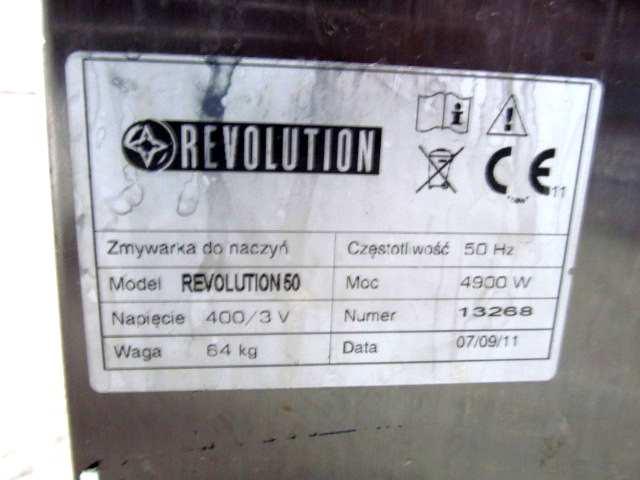 REVOLUTION
CE 11
Zmywarka do naczyń Częstotliwość 50 Hz
Model REVOLUTION 50 Moc 4900 W
Napięcie 400/3 V Numer 13268
Waga 64 kg Data 07/09/11